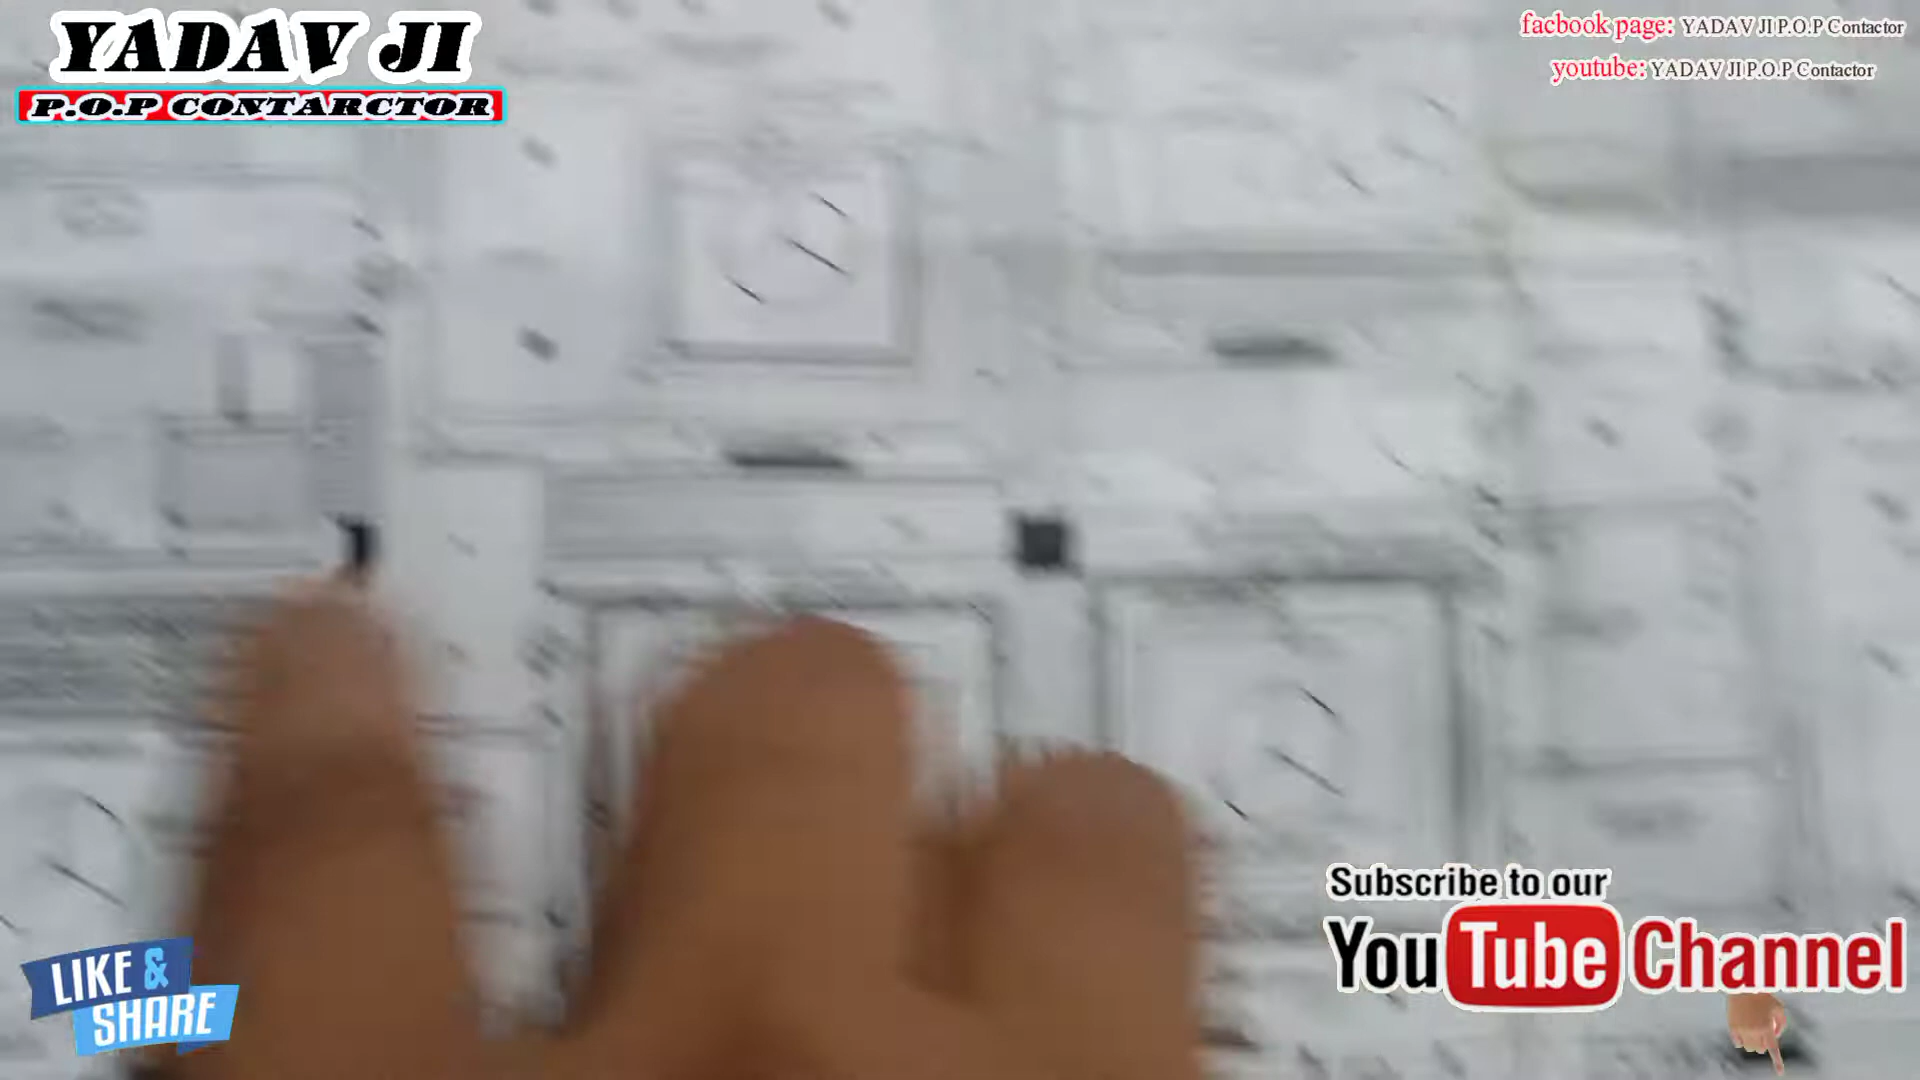 YADAV JI
P.O.P CONTARCTOR
facbook page: YADAV JI P.O.P Contactor
youtube: YADAV JI P.O.P Contactor
Subscribe to our
YouTube Channel
LIKE &
SHARE